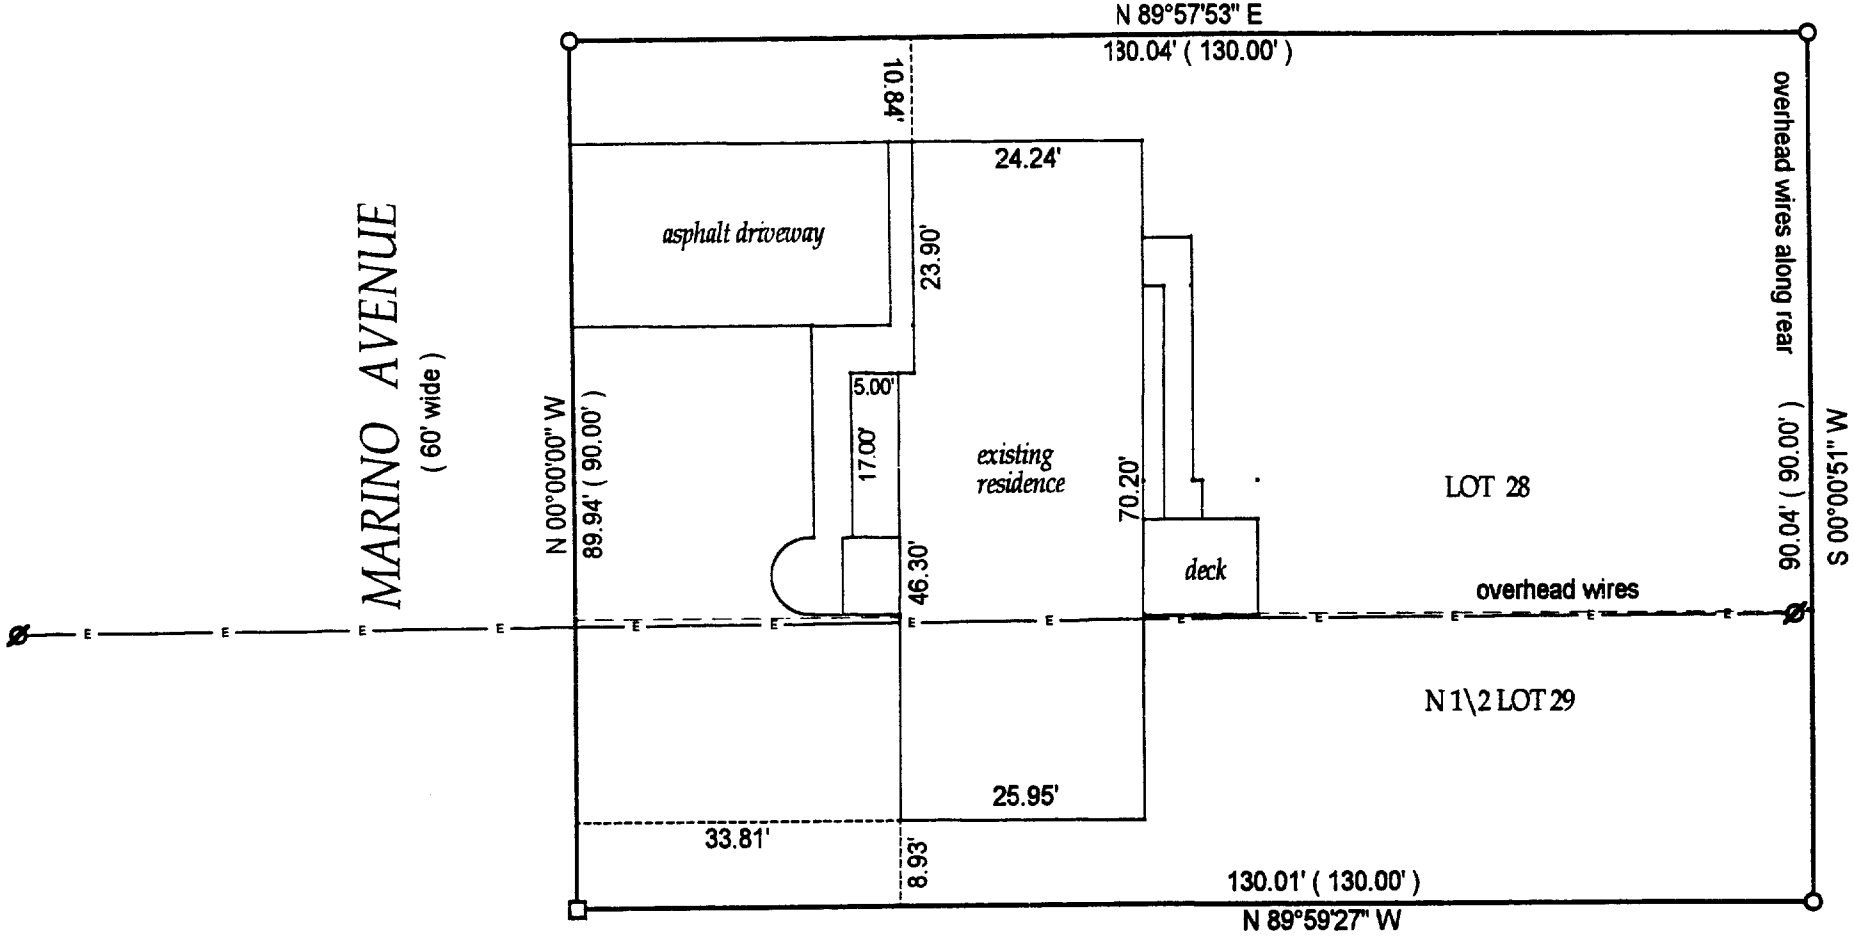 N 89°57'53" E
130.04' ( 130.00' )
10.84'
24.24'
asphalt driveway
23.90'
overhead wires along rear
MARINO AVENUE
( 60' wide )
N 00°00'00" W
89.94' ( 90.00' )
5.00'
17.00'
existing
residence
70.20'
46.30'
LOT 28
90.04' ( 90.00' )
S 00°00'51" W
deck
overhead wires
E E E E E E E E E E E E E
N 1\2 LOT 29
25.95'
33.81'
8.93'
130.01' ( 130.00' )
N 89°59'27" W